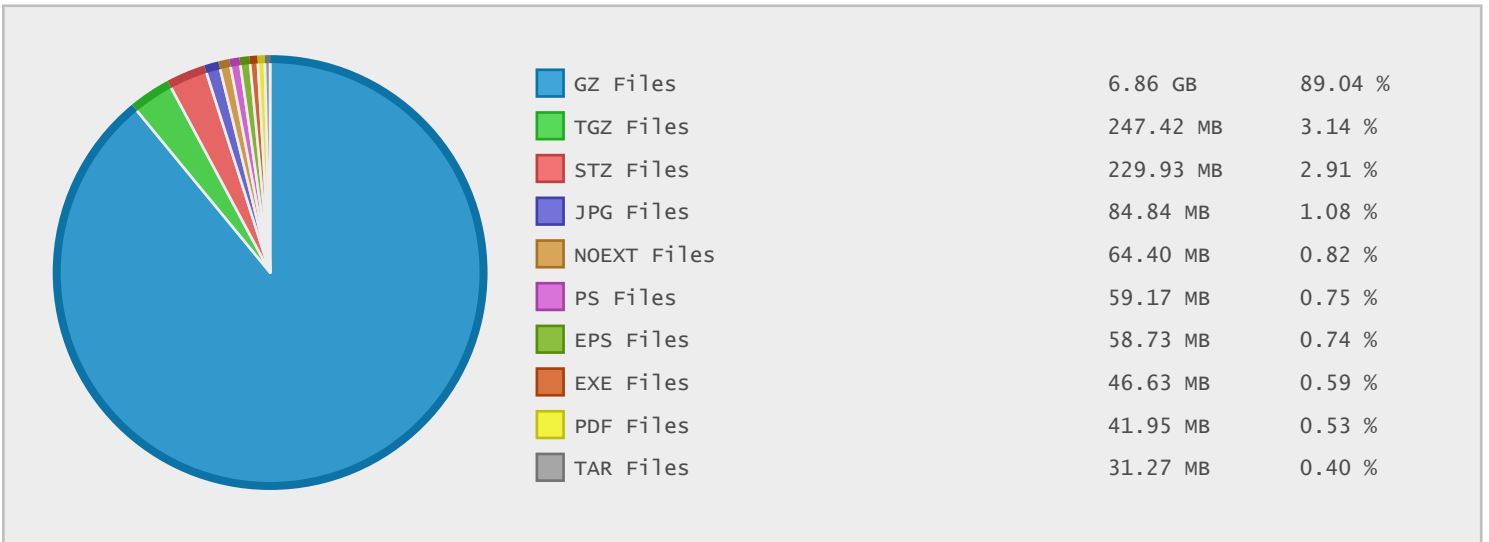 GZ Files 6.86 GB 89.04 %
TGZ Files 247.42 MB 3.14 %
STZ Files 229.93 MB 2.91 %
JPG Files 84.84 MB 1.08 %
NOEXT Files 64.40 MB 0.82 %
PS Files 59.17 MB 0.75 %
EPS Files 58.73 MB 0.74 %
EXE Files 46.63 MB 0.59 %
PDF Files 41.95 MB 0.53 %
TAR Files 31.27 MB 0.40 %